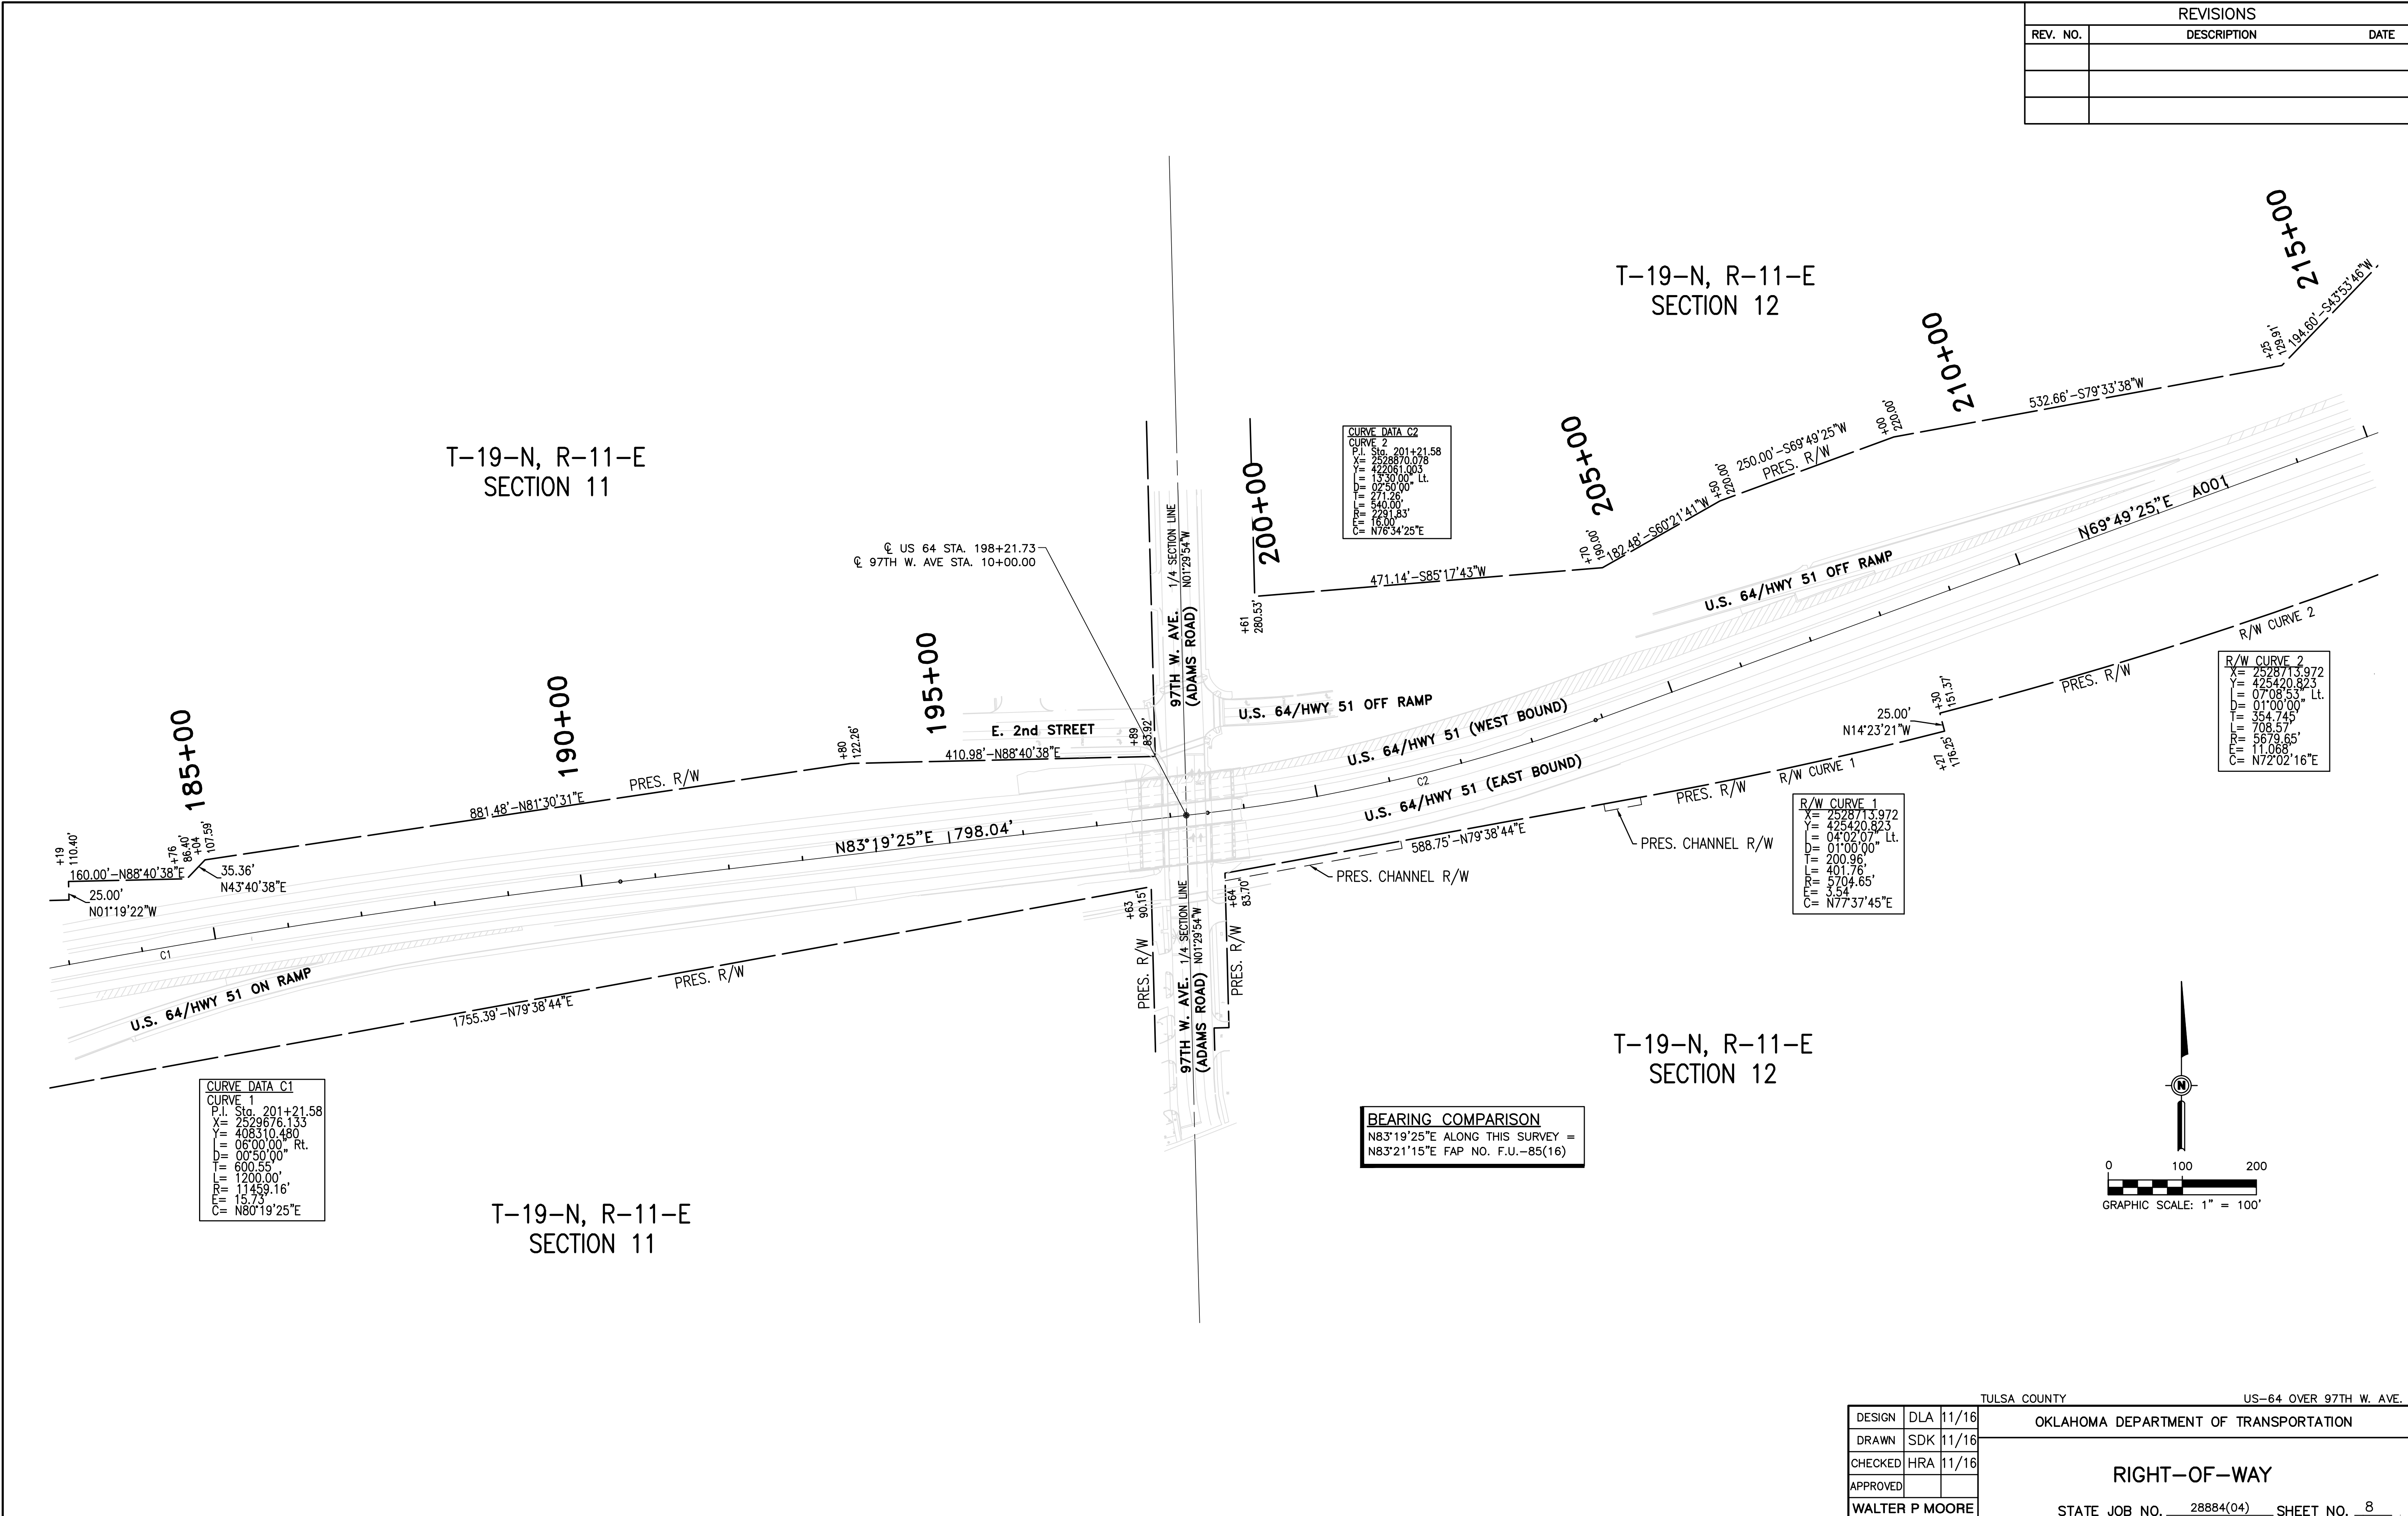 REVISIONS
REV. NO. DESCRIPTION DATE
T-19-N, R-11-E
SECTION 11
T-19-N, R-11-E
SECTION 12
T-19-N, R-11-E
SECTION 12
T-19-N, R-11-E
SECTION 11
185+00
190+00
195+00
200+00
205+00
210+00
215+00
℄ US 64 STA. 198+21.73
℄ 97TH W. AVE STA. 10+00.00
CURVE DATA C2
CURVE 2
P.I. Sta. 201+21.58
X= 2528870.078
Y= 422061.003
I= 13°30'00" Lt.
D= 02°50'00"
T= 271.26'
L= 540.00'
R= 2291.83'
E= 16.00'
C= N76°34'25"E
1/4 SECTION LINE
N01°29'54"W
97TH W. AVE.
(ADAMS ROAD)
+19
110.40'
160.00'-N88°40'38"E
25.00'
N01°19'22"W
+76
86.40'
+04
107.59'
35.36'
N43°40'38"E
881.48'-N81°30'31"E
PRES. R/W
+80
122.26'
410.98'-N88°40'38"E
E. 2nd STREET
+89
83.92'
+61
280.53'
471.14'-S85°17'43"W
+70
190.00'
182.48'-S60°21'41"W
+50
220.00'
250.00'-S69°49'25"W
PRES. R/W
+00
220.00'
532.66'-S79°33'38"W
+25
129.91'
194.60'-S43°53'46"W
U.S. 64/HWY 51 OFF RAMP
N69°49'25"E A001
U.S. 64/HWY 51 OFF RAMP
U.S. 64/HWY 51 (WEST BOUND)
C2
U.S. 64/HWY 51 (EAST BOUND)
N83°19'25"E 1798.04'
C1
U.S. 64/HWY 51 ON RAMP
1755.39'-N79°38'44"E
PRES. R/W
+63
90.15'
PRES. R/W
1/4 SECTION LINE
N01°29'54"W
97TH W. AVE.
(ADAMS ROAD)
+64
83.70'
PRES. R/W
588.75'-N79°38'44"E
PRES. CHANNEL R/W
PRES. CHANNEL R/W
PRES. R/W
R/W CURVE 1
25.00'
N14°23'21"W
+30
151.37'
+27
176.25'
PRES. R/W
R/W CURVE 2
R/W CURVE 2
X= 2528713.972
Y= 425420.823
I= 07°08'53" Lt.
D= 01°00'00"
T= 354.745'
L= 708.57'
R= 5679.65'
E= 11.068'
C= N72°02'16"E
R/W CURVE 1
X= 2528713.972
Y= 425420.823
I= 04°02'07" Lt.
D= 01°00'00"
T= 200.96'
L= 401.76'
R= 5704.65'
E= 3.54'
C= N77°37'45"E
CURVE DATA C1
CURVE 1
P.I. Sta. 201+21.58
X= 2529676.133
Y= 408310.480
I= 06°00'00" Rt.
D= 00°50'00"
T= 600.55'
L= 1200.00'
R= 11459.16'
E= 15.73'
C= N80°19'25"E
BEARING COMPARISON
N83°19'25"E ALONG THIS SURVEY =
N83°21'15"E FAP NO. F.U.-85(16)
N
0 100 200
GRAPHIC SCALE: 1" = 100'
TULSA COUNTY US-64 OVER 97TH W. AVE.
DESIGN DLA 11/16
DRAWN SDK 11/16
CHECKED HRA 11/16
APPROVED
WALTER P MOORE
OKLAHOMA DEPARTMENT OF TRANSPORTATION
RIGHT-OF-WAY
STATE JOB NO. 28884(04) SHEET NO. 8